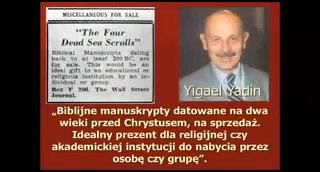 MISCELLANEOUS FOR SALE
"The Four
Dead Sea Scrolls"
Biblical Manuscripts dating
back to at least 200 BC, are
for sale. This would be an
ideal gift to an educational or
religious institution by an in-
dividual or group.
Box F 206, The Wall Street
Journal.
Yigael Yadin
„Biblijne manuskrypty datowane na dwa
wieki przed Chrystusem, na sprzedaż.
Idealny prezent dla religijnej czy
akademickiej instytucji do nabycia przez
osobę czy grupę”.